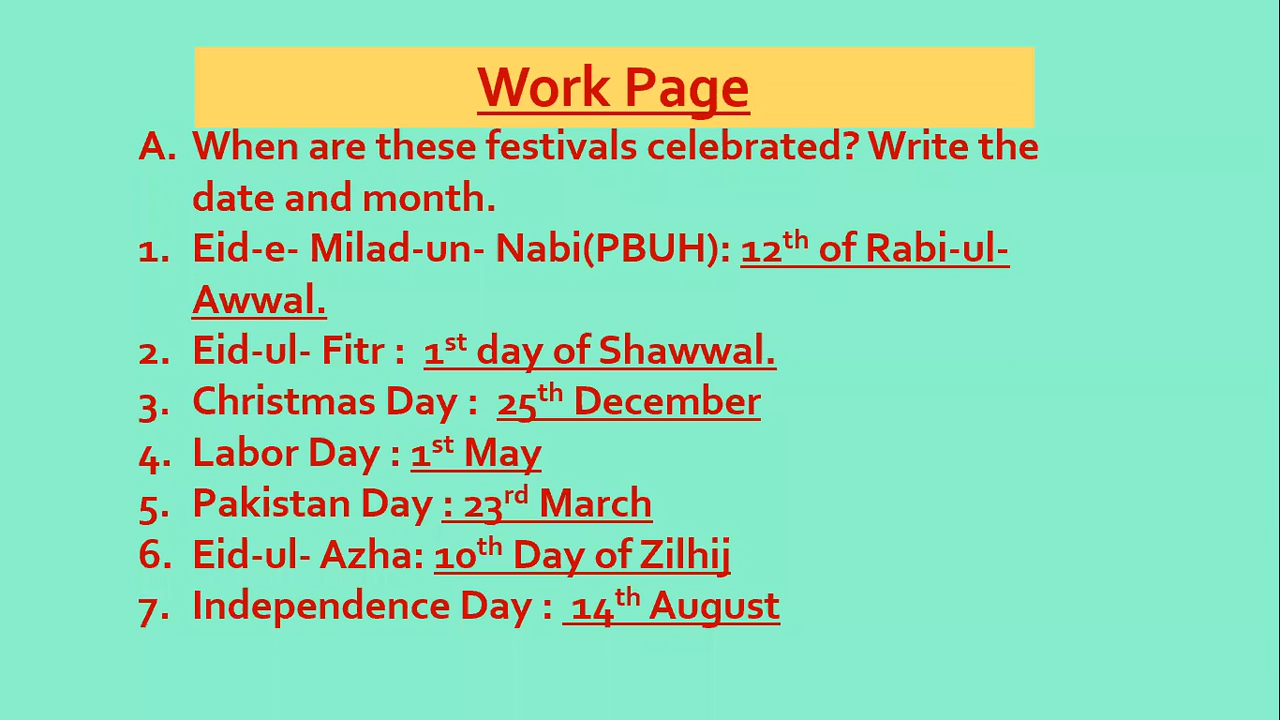 Work Page
A. When are these festivals celebrated? Write the
date and month.
1. Eid-e- Milad-un- Nabi(PBUH): 12th of Rabi-ul-
Awwal.
2. Eid-ul- Fitr : 1st day of Shawwal.
3. Christmas Day : 25th December
4. Labor Day : 1st May
5. Pakistan Day : 23rd March
6. Eid-ul- Azha: 10th Day of Zilhij
7. Independence Day : 14th August